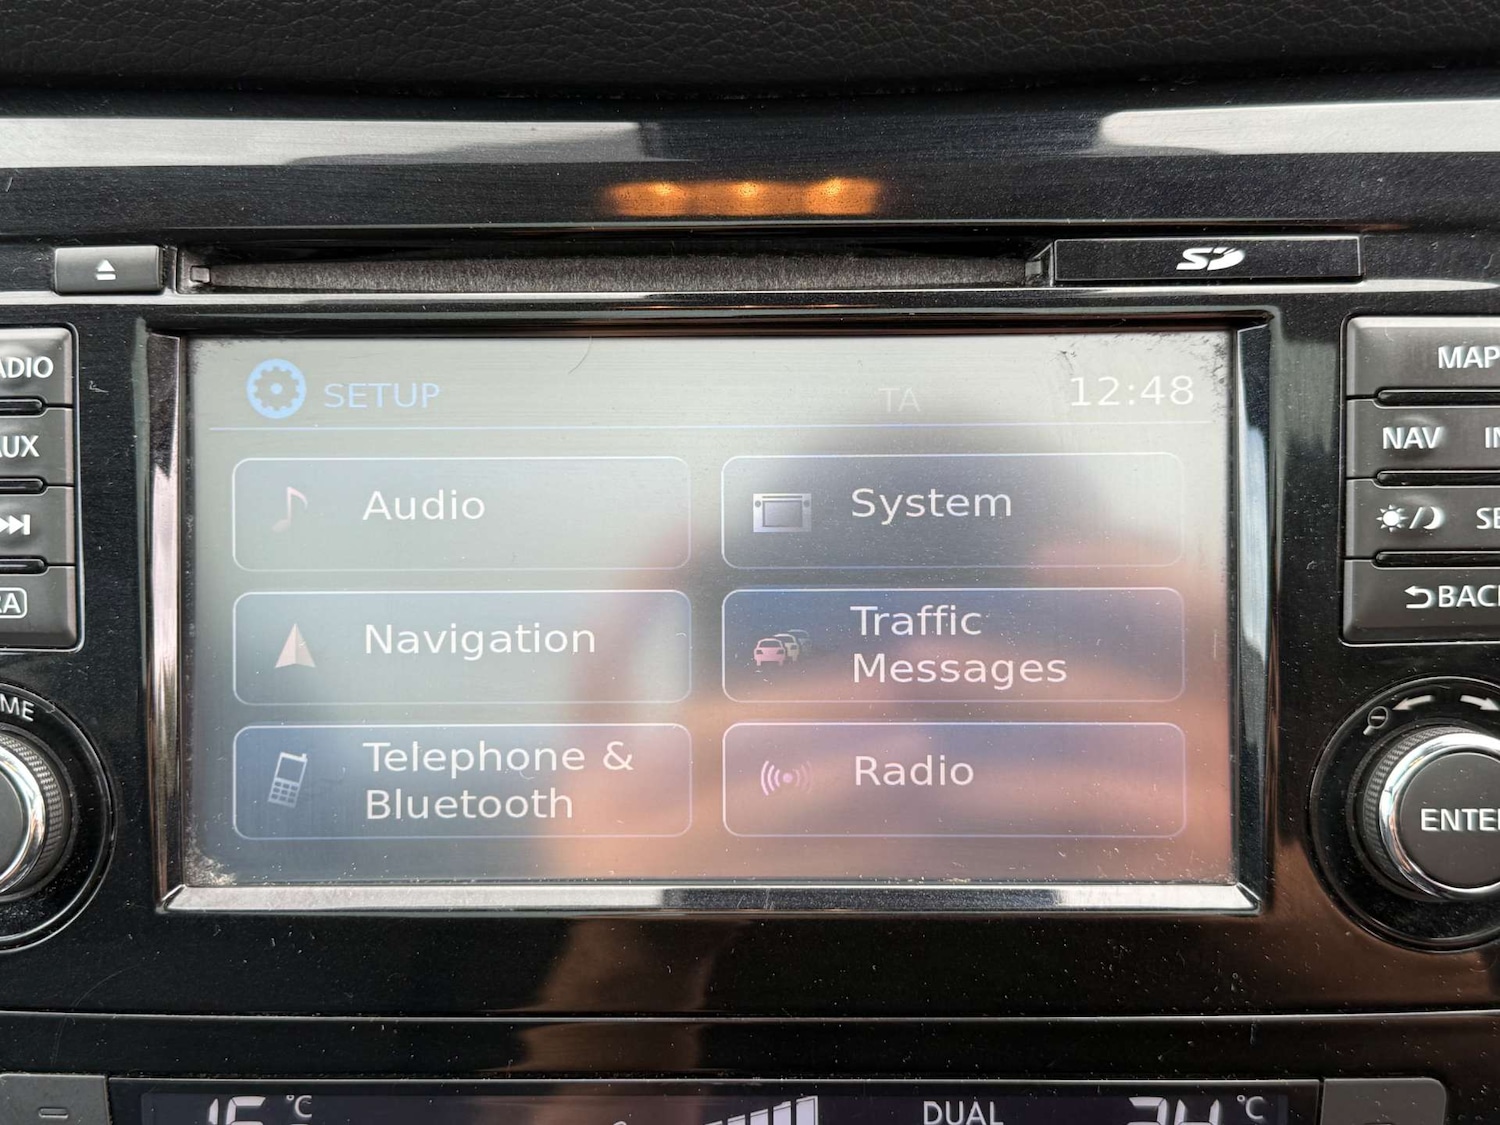 SD
SETUP
TA
12:48
Audio
System
Navigation
Traffic
Messages
Telephone &
Bluetooth
Radio
MAP
NAV
BACK
ENTER
AUX
°C
DUAL
°C